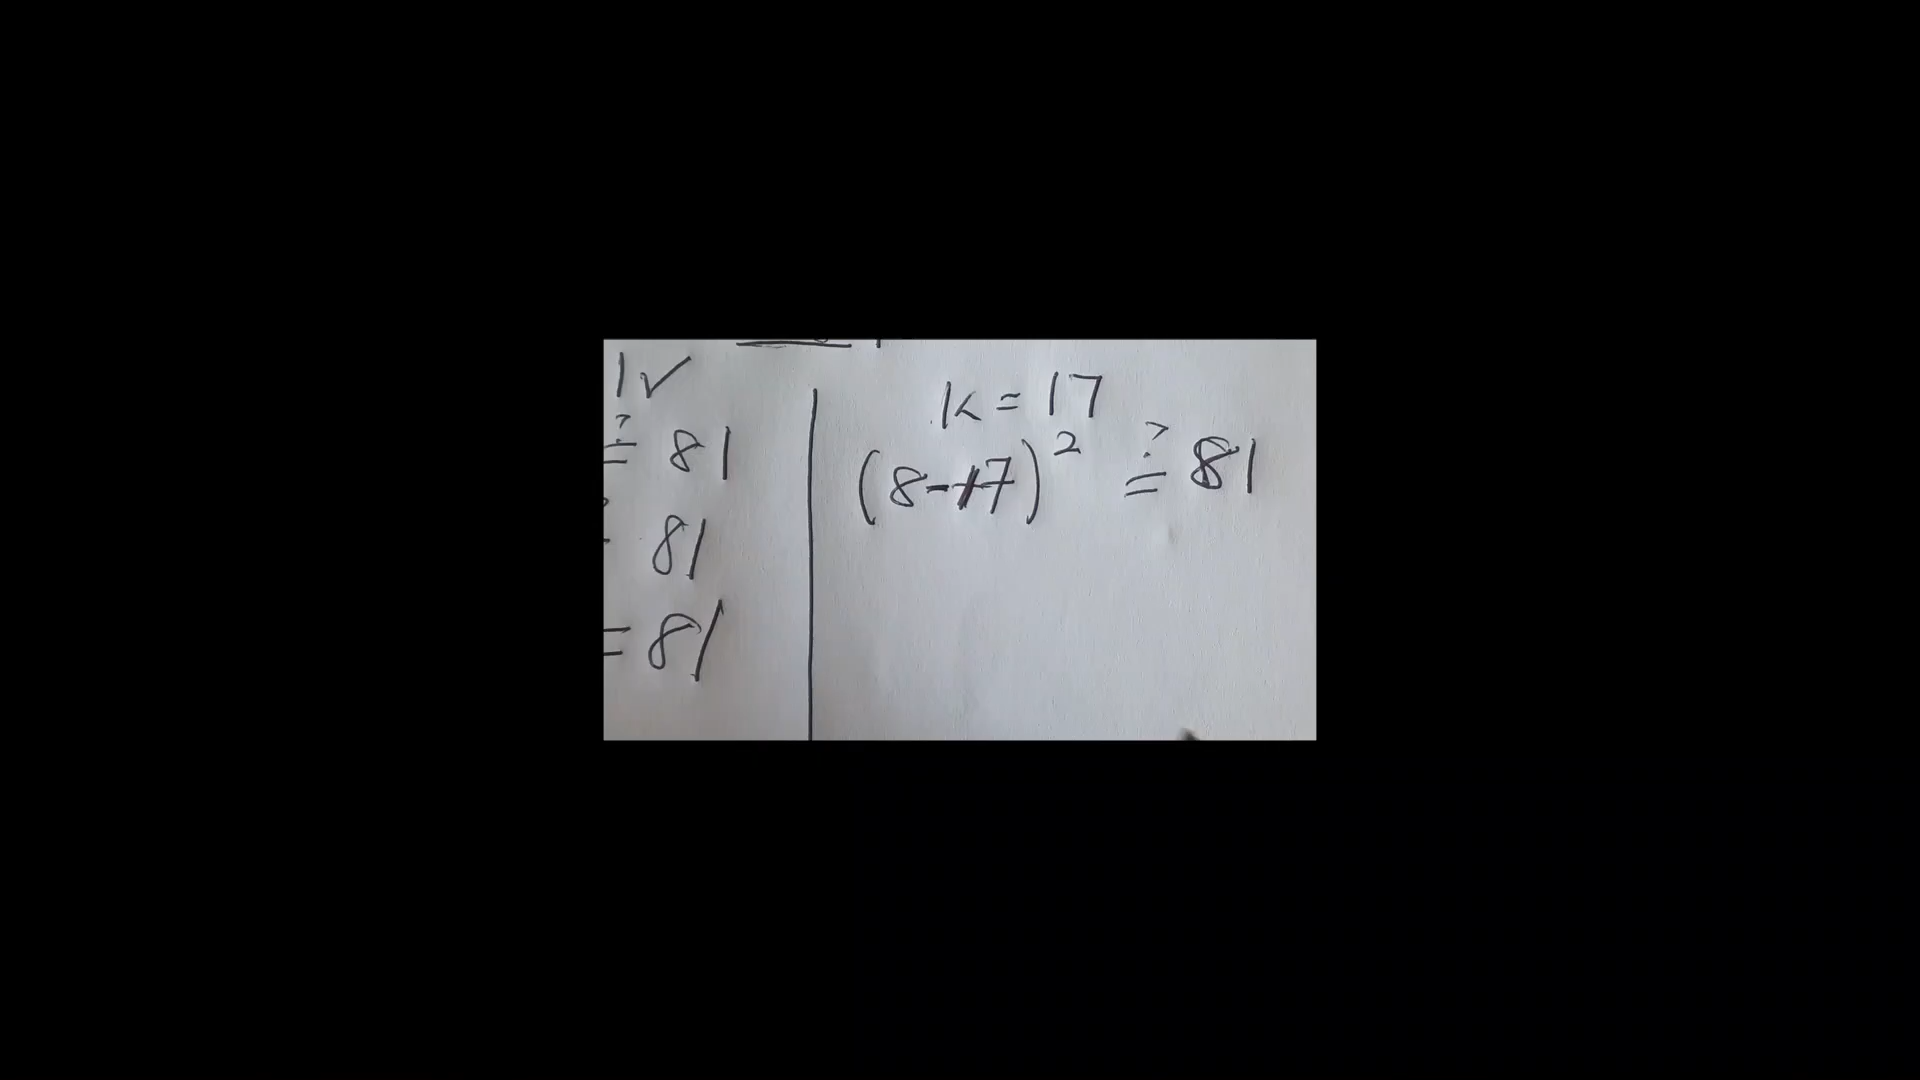 1✓
≟ 81
81
= 81
k = 17
(8-17)² ≟ 81